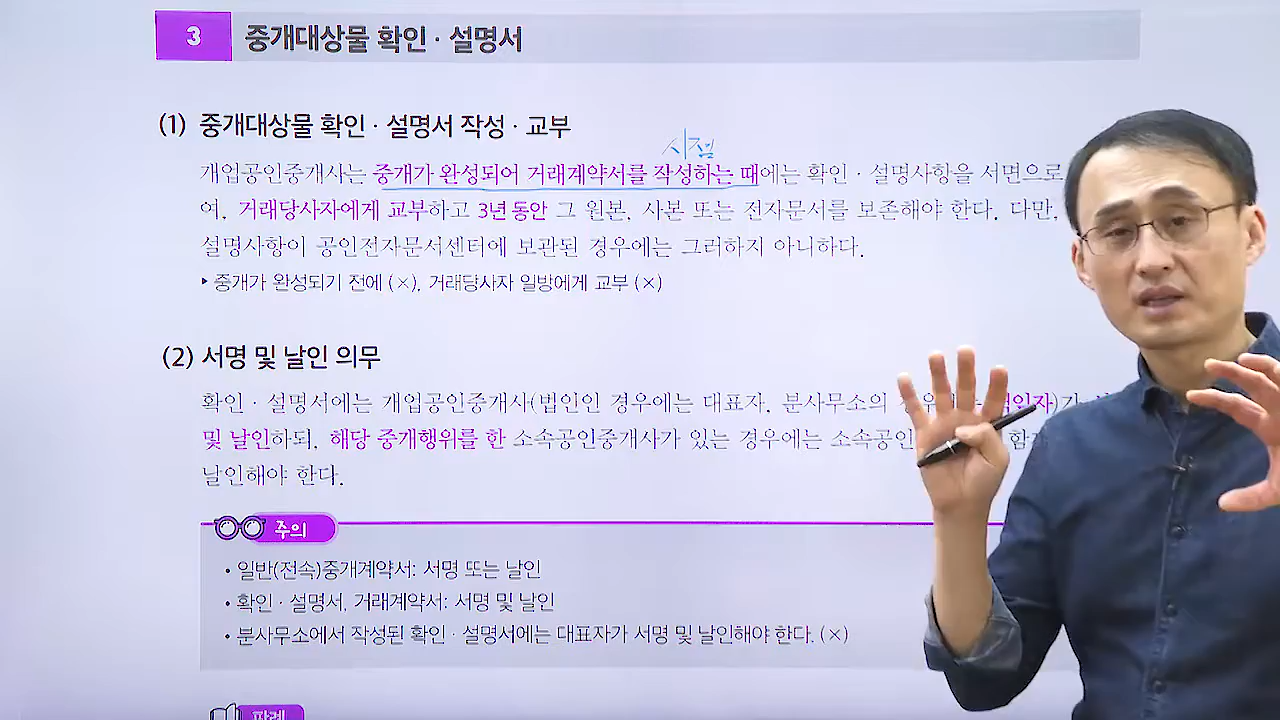 3 중개대상물 확인 · 설명서
(1) 중개대상물 확인 · 설명서 작성 · 교부
시점
개업공인중개사는 중개가 완성되어 거래계약서를 작성하는 때에는 확인 · 설명사항을 서면으로
여, 거래당사자에게 교부하고 3년 동안 그 원본, 사본 또는 전자문서를 보존해야 한다. 다만,
설명사항이 공인전자문서센터에 보관된 경우에는 그러하지 아니하다.
▸ 중개가 완성되기 전에 (×), 거래당사자 일방에게 교부 (×)
(2) 서명 및 날인 의무
확인 · 설명서에는 개업공인중개사(법인인 경우에는 대표자, 분사무소의
및 날인하되, 해당 중개행위를 한 소속공인중개사가 있는 경우에는 소속공인
날인해야 한다.
주의
• 일반(전속)중개계약서: 서명 또는 날인
• 확인 · 설명서, 거래계약서: 서명 및 날인
• 분사무소에서 작성된 확인 · 설명서에는 대표자가 서명 및 날인해야 한다. (×)